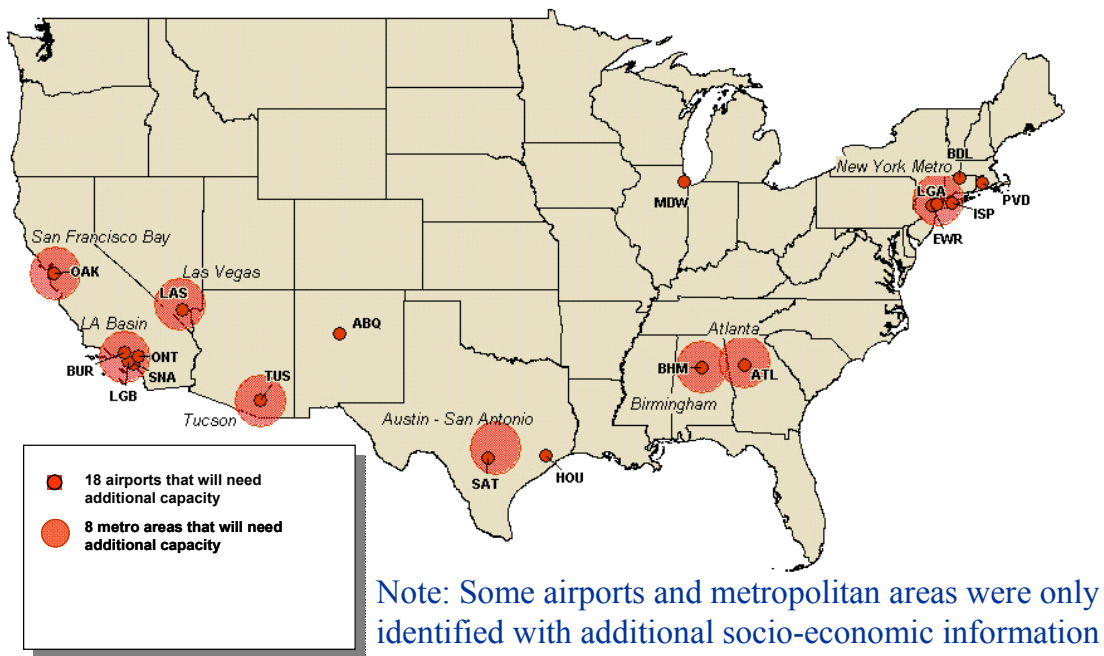 New York Metro
BDL
MDW
LGA
ISP
PVD
EWR
San Francisco Bay
OAK
Las Vegas
LAS
LA Basin
ABQ
Atlanta
BUR
ONT
SNA
LGB
TUS
BHM
ATL
Tucson
Austin - San Antonio
Birmingham
SAT
HOU
18 airports that will need
additional capacity
8 metro areas that will need
additional capacity
Note: Some airports and metropolitan areas were only
identified with additional socio-economic information